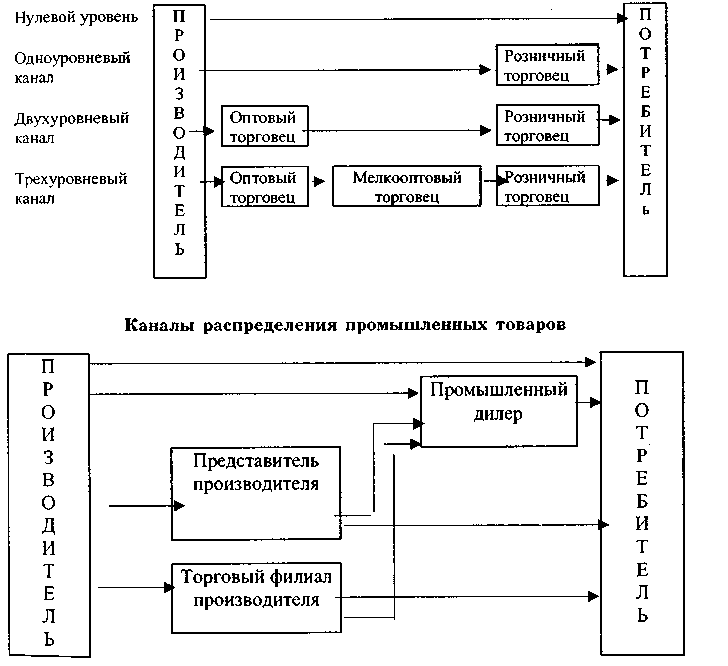 Нулевой уровень
ПРОИЗВОДИТЕЛЬ
ПОТРЕБИТЕЛЬ
Одноуровневый
канал
Розничный
торговец
Двухуровневый
канал
Оптовый
торговец
Розничный
торговец
Трехуровневый
канал
Оптовый
торговец
Мелкооптовый
торговец
Розничный
торговец
Каналы распределения промышленных товаров
ПРОИЗВОДИТЕЛЬ
ПОТРЕБИТЕЛЬ
Промышленный
дилер
Представитель
производителя
Торговый филиал
производителя